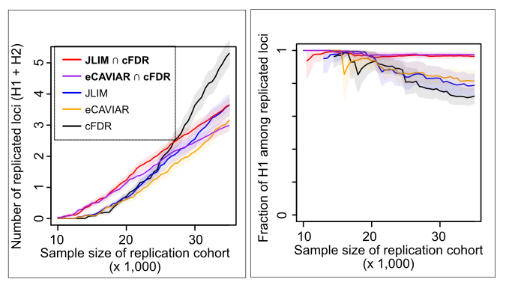 Number of replicated loci (H1 + H2)
5
4
3
2
1
0
JLIM ∩ cFDR
eCAVIAR ∩ cFDR
JLIM
eCAVIAR
cFDR
10 20 30
Sample size of replication cohort
(x 1,000)
Fraction of H1 among replicated loci
1
0
10 20 30
Sample size of replication cohort
(x 1,000)